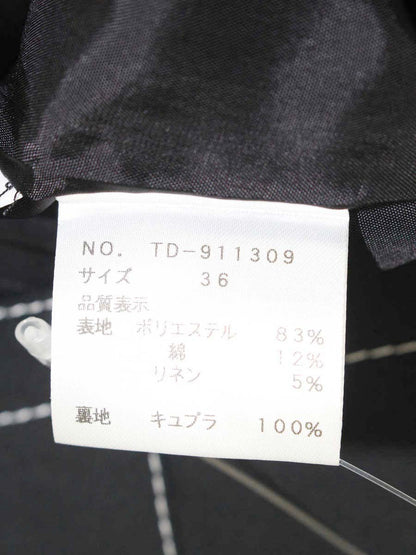 NO. TD-911309
サイズ 36
品質表示
表地 ポリエステル 83%
綿 12%
リネン 5%
裏地 キュプラ 100%